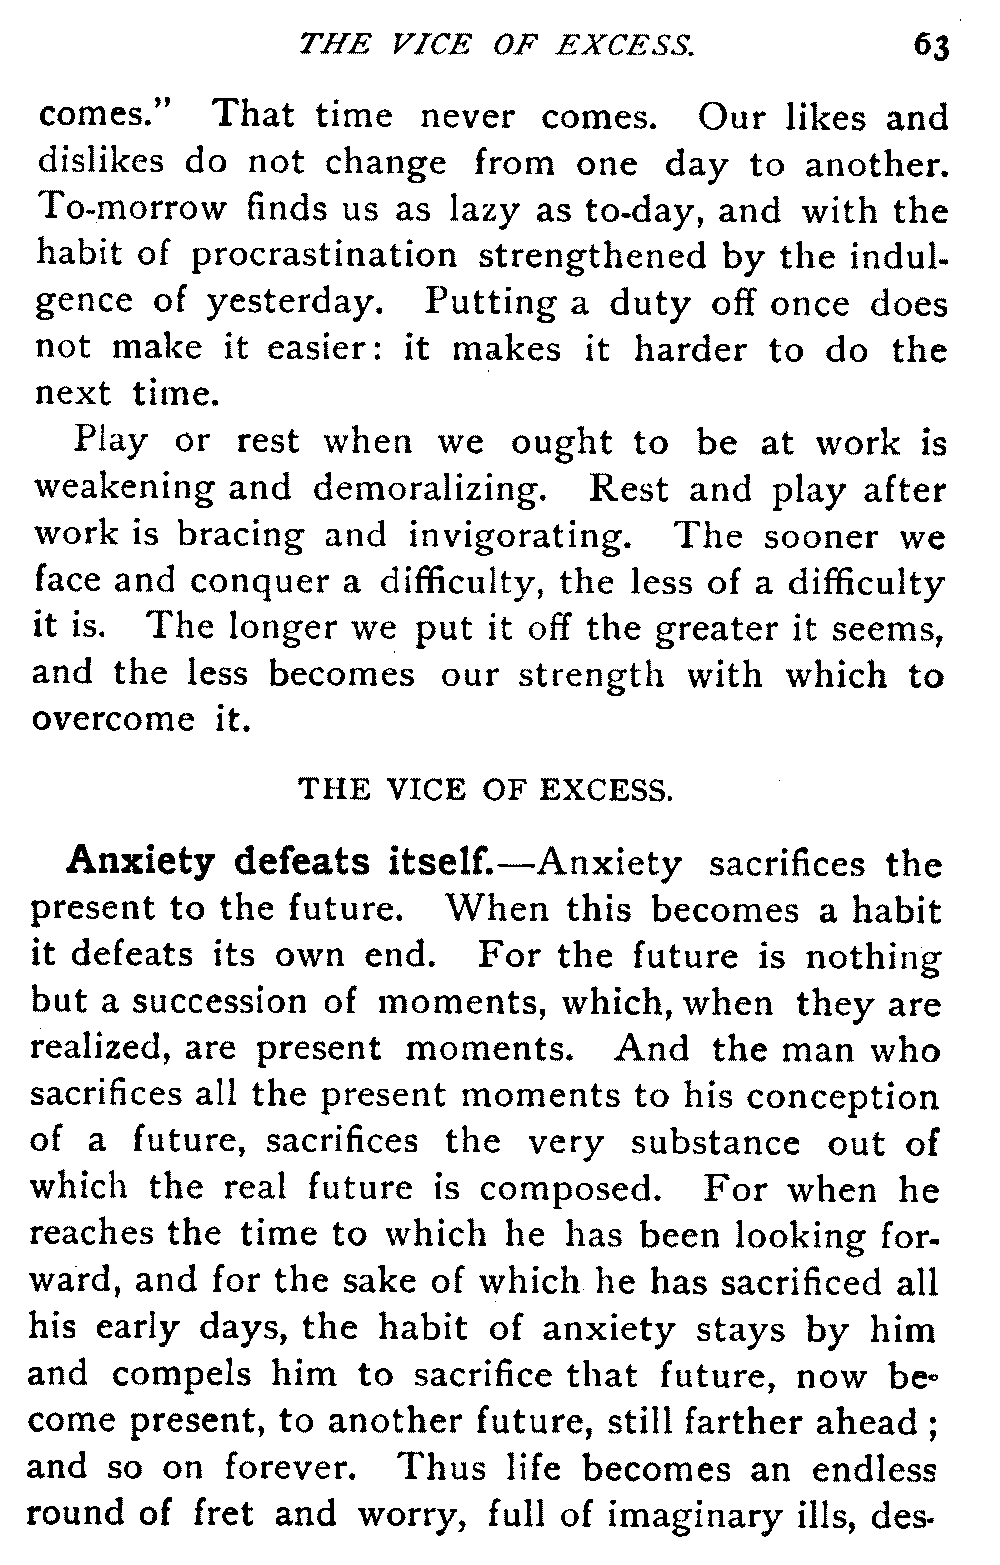 THE VICE OF EXCESS. 63
comes." That time never comes. Our likes and
dislikes do not change from one day to another.
To-morrow finds us as lazy as to-day, and with the
habit of procrastination strengthened by the indul-
gence of yesterday. Putting a duty off once does
not make it easier: it makes it harder to do the
next time.
Play or rest when we ought to be at work is
weakening and demoralizing. Rest and play after
work is bracing and invigorating. The sooner we
face and conquer a difficulty, the less of a difficulty
it is. The longer we put it off the greater it seems,
and the less becomes our strength with which to
overcome it.
THE VICE OF EXCESS.
Anxiety defeats itself.—Anxiety sacrifices the
present to the future. When this becomes a habit
it defeats its own end. For the future is nothing
but a succession of moments, which, when they are
realized, are present moments. And the man who
sacrifices all the present moments to his conception
of a future, sacrifices the very substance out of
which the real future is composed. For when he
reaches the time to which he has been looking for-
ward, and for the sake of which he has sacrificed all
his early days, the habit of anxiety stays by him
and compels him to sacrifice that future, now be-
come present, to another future, still farther ahead;
and so on forever. Thus life becomes an endless
round of fret and worry, full of imaginary ills, des-